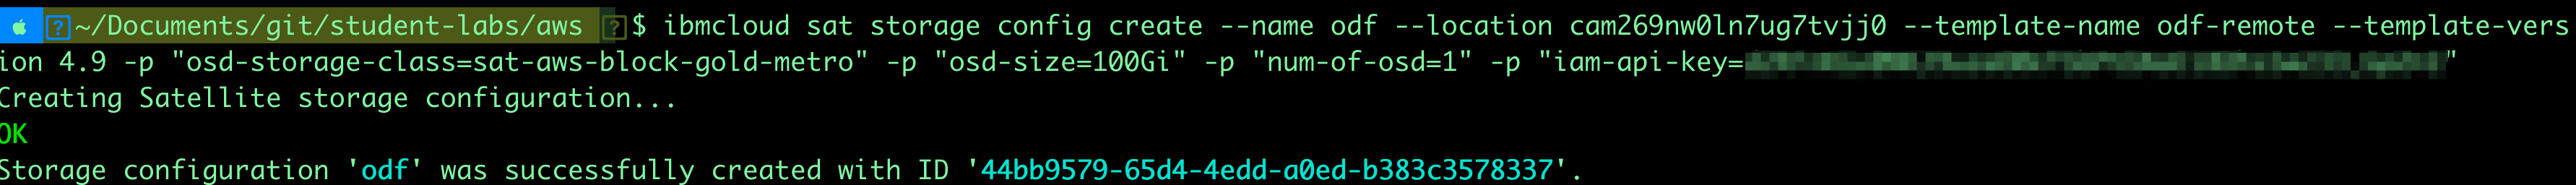 ~/Documents/git/student-labs/aws $ ibmcloud sat storage config create --name odf --location cam269nw0ln7ug7tvjj0 --template-name odf-remote --template-vers
ion 4.9 -p "osd-storage-class=sat-aws-block-gold-metro" -p "osd-size=100Gi" -p "num-of-osd=1" -p "iam-api-key="
Creating Satellite storage configuration...
OK
Storage configuration 'odf' was successfully created with ID '44bb9579-65d4-4edd-a0ed-b383c3578337'.